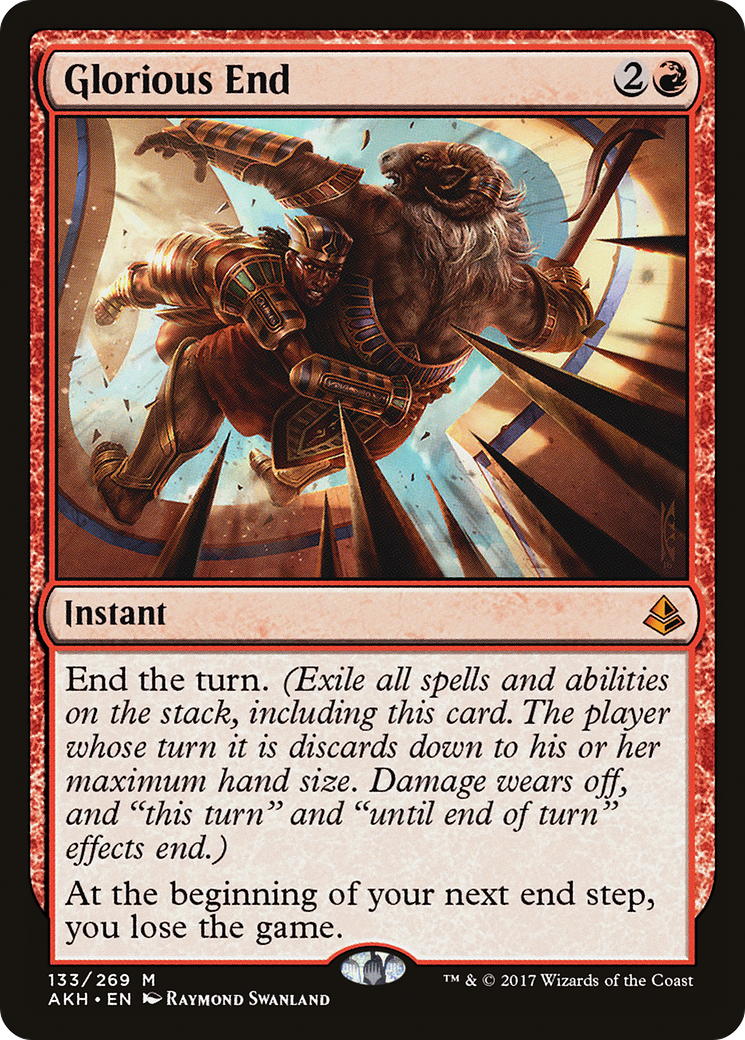 Glorious End 2
Instant
End the turn. (Exile all spells and abilities
on the stack, including this card. The player
whose turn it is discards down to his or her
maximum hand size. Damage wears off,
and “this turn” and “until end of turn”
effects end.)
At the beginning of your next end step,
you lose the game.
133/269 M
™ & © 2017 Wizards of the Coast
AKH • EN Raymond Swanland